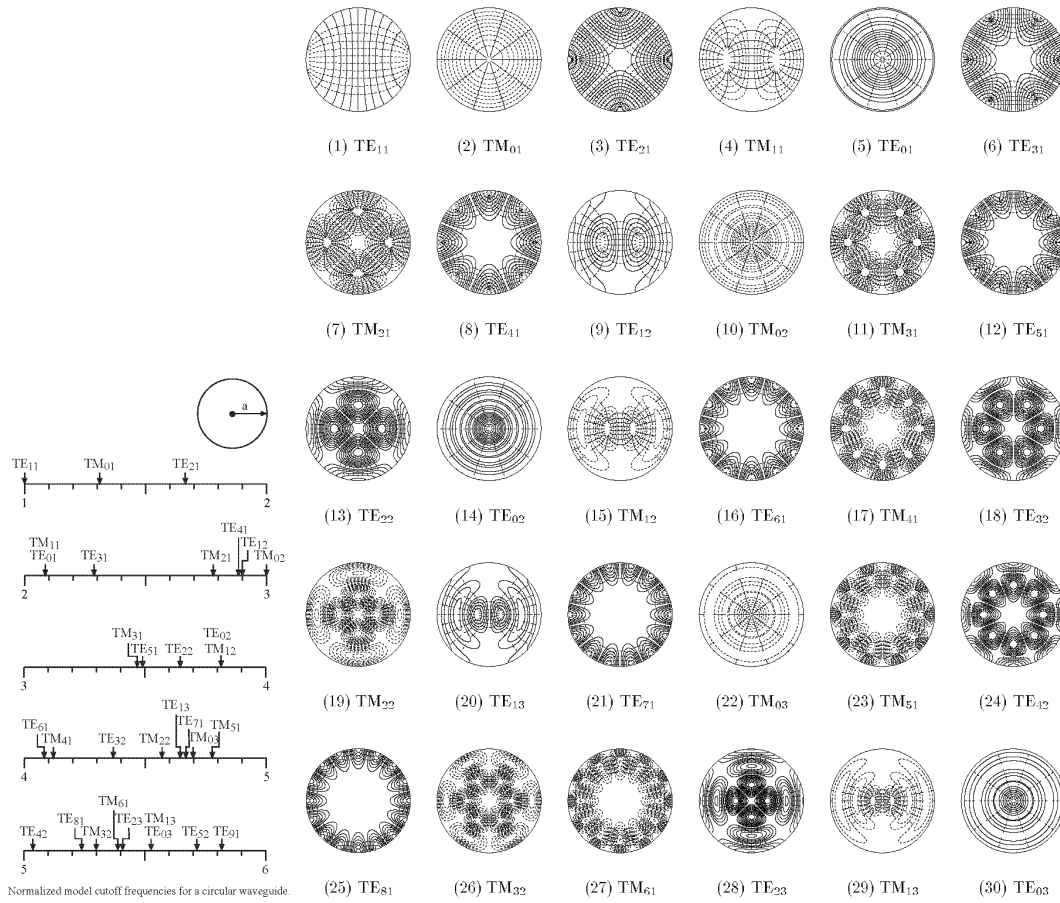 (1) TE11 (2) TM01 (3) TE21 (4) TM11 (5) TE01 (6) TE31
(7) TM21 (8) TE41 (9) TE12 (10) TM02 (11) TM31 (12) TE51
(13) TE22 (14) TE02 (15) TM12 (16) TE61 (17) TM41 (18) TE32
(19) TM22 (20) TE13 (21) TE71 (22) TM03 (23) TM51 (24) TE42
(25) TE81 (26) TM32 (27) TM61 (28) TE23 (29) TM13 (30) TE03
a
TE11 TM01 TE21
1 2
TE41
TM11 TE12
TE01 TE31 TM21 TM02
2 3
TM31 TE02
TE51 TE22 TM12
3 4
TE13
TE61 TE71 TM51
TM41 TE32 TM22 TM03
4 5
TM61
TE81 TE23 TM13
TE42 TM32 TE03 TE52 TE91
5 6
Normalized model cutoff frequencies for a circular waveguide.